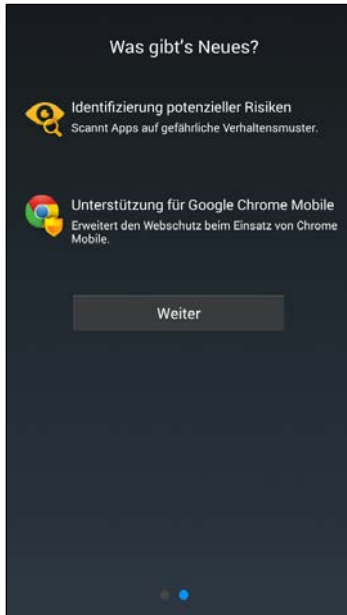 Was gibt's Neues?
Identifizierung potenzieller Risiken
Scannt Apps auf gefährliche Verhaltensmuster.
Unterstützung für Google Chrome Mobile
Erweitert den Webschutz beim Einsatz von Chrome
Mobile.
Weiter